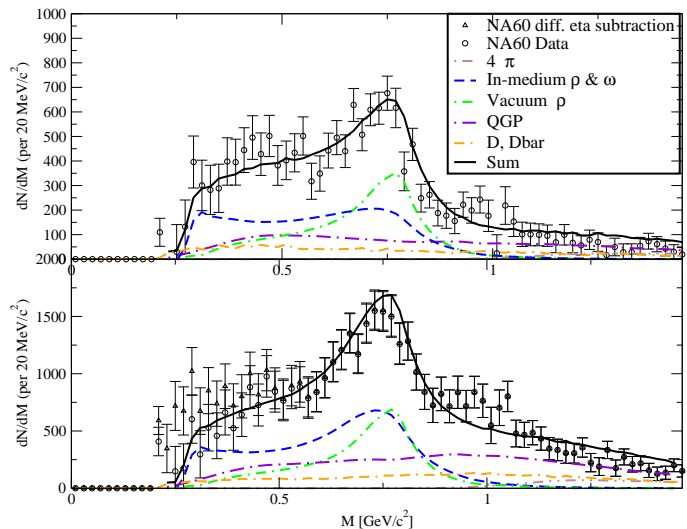 1000
900
800
700
600
500
400
300
200
100
2000
0
0.5
1
dN/dM (per 20 MeV/c²)
NA60 diff. eta subtraction
NA60 Data
4 π
In-medium ρ & ω
Vacuum ρ
QGP
D, Dbar
Sum
1500
1000
500
0
0
0.5
1
dN/dM (per 20 MeV/c²)
M [GeV/c²]